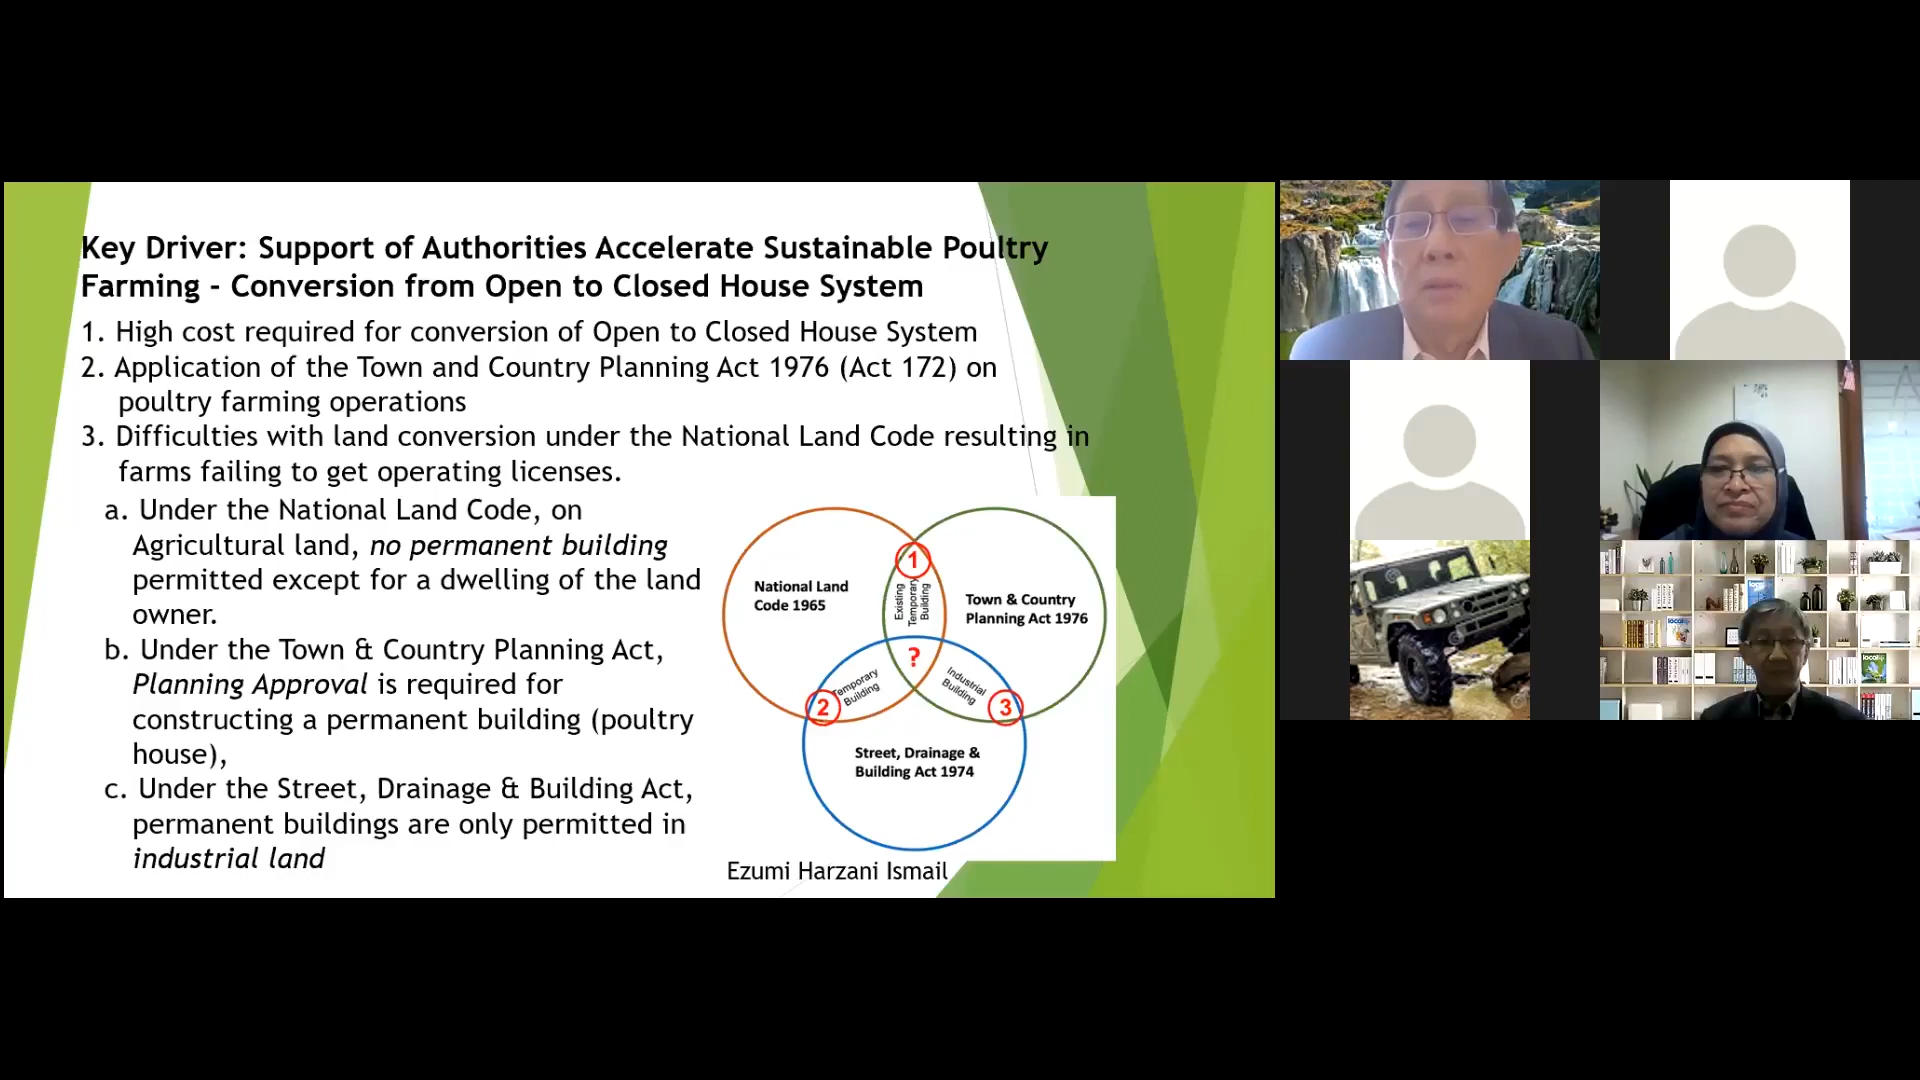 Key Driver: Support of Authorities Accelerate Sustainable Poultry
Farming - Conversion from Open to Closed House System
1. High cost required for conversion of Open to Closed House System
2. Application of the Town and Country Planning Act 1976 (Act 172) on
poultry farming operations
3. Difficulties with land conversion under the National Land Code resulting in
farms failing to get operating licenses.
a. Under the National Land Code, on
Agricultural land, no permanent building
permitted except for a dwelling of the land
owner.
b. Under the Town & Country Planning Act,
Planning Approval is required for
constructing a permanent building (poultry
house),
c. Under the Street, Drainage & Building Act,
permanent buildings are only permitted in
industrial land
National Land
Code 1965
1
Existing
Temporary
Building
Town & Country
Planning Act 1976
?
2
Temporary
Building
Industrial
Building
3
Street, Drainage &
Building Act 1974
Ezumi Harzani Ismail
local
local